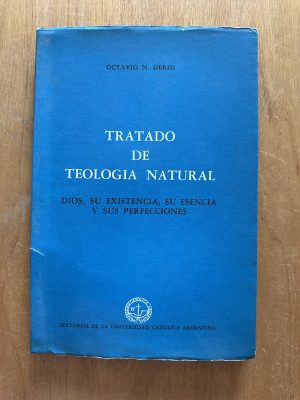 OCTAVIO N. DERISI
TRATADO
DE
TEOLOGIA NATURAL
DIOS, SU EXISTENCIA, SU ESENCIA
Y SUS PERFECCIONES
EDITORIAL DE LA UNIVERSIDAD CATOLICA ARGENTINA